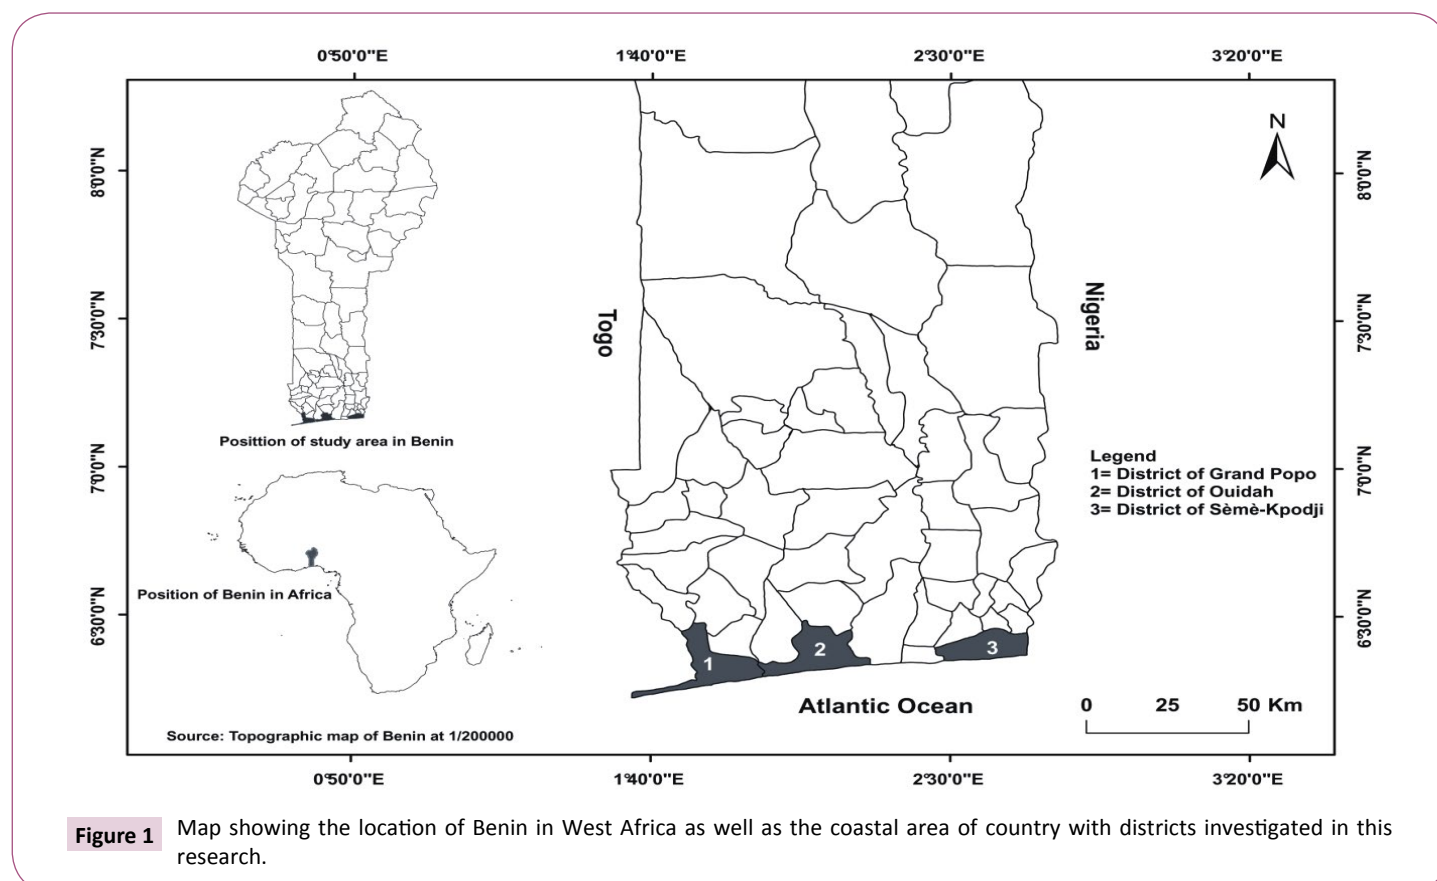 0°50'0"E 1°40'0"E 2°30'0"E 3°20'0"E
N
8°0'0"N
8°0'0"N
7°30'0"N
7°30'0"N
Togo
Nigeria
Posittion of study area in Benin
7°0'0"N
7°0'0"N
Legend
1= District of Grand Popo
2= District of Ouidah
3= District of Sèmè-Kpodji
Position of Benin in Africa
6°30'0"N
6°30'0"N
1
2
3
Atlantic Ocean
0 25 50 Km
Source: Topographic map of Benin at 1/200000
0°50'0"E 1°40'0"E 2°30'0"E 3°20'0"E
Figure 1 Map showing the location of Benin in West Africa as well as the coastal area of country with districts investigated in this
research.